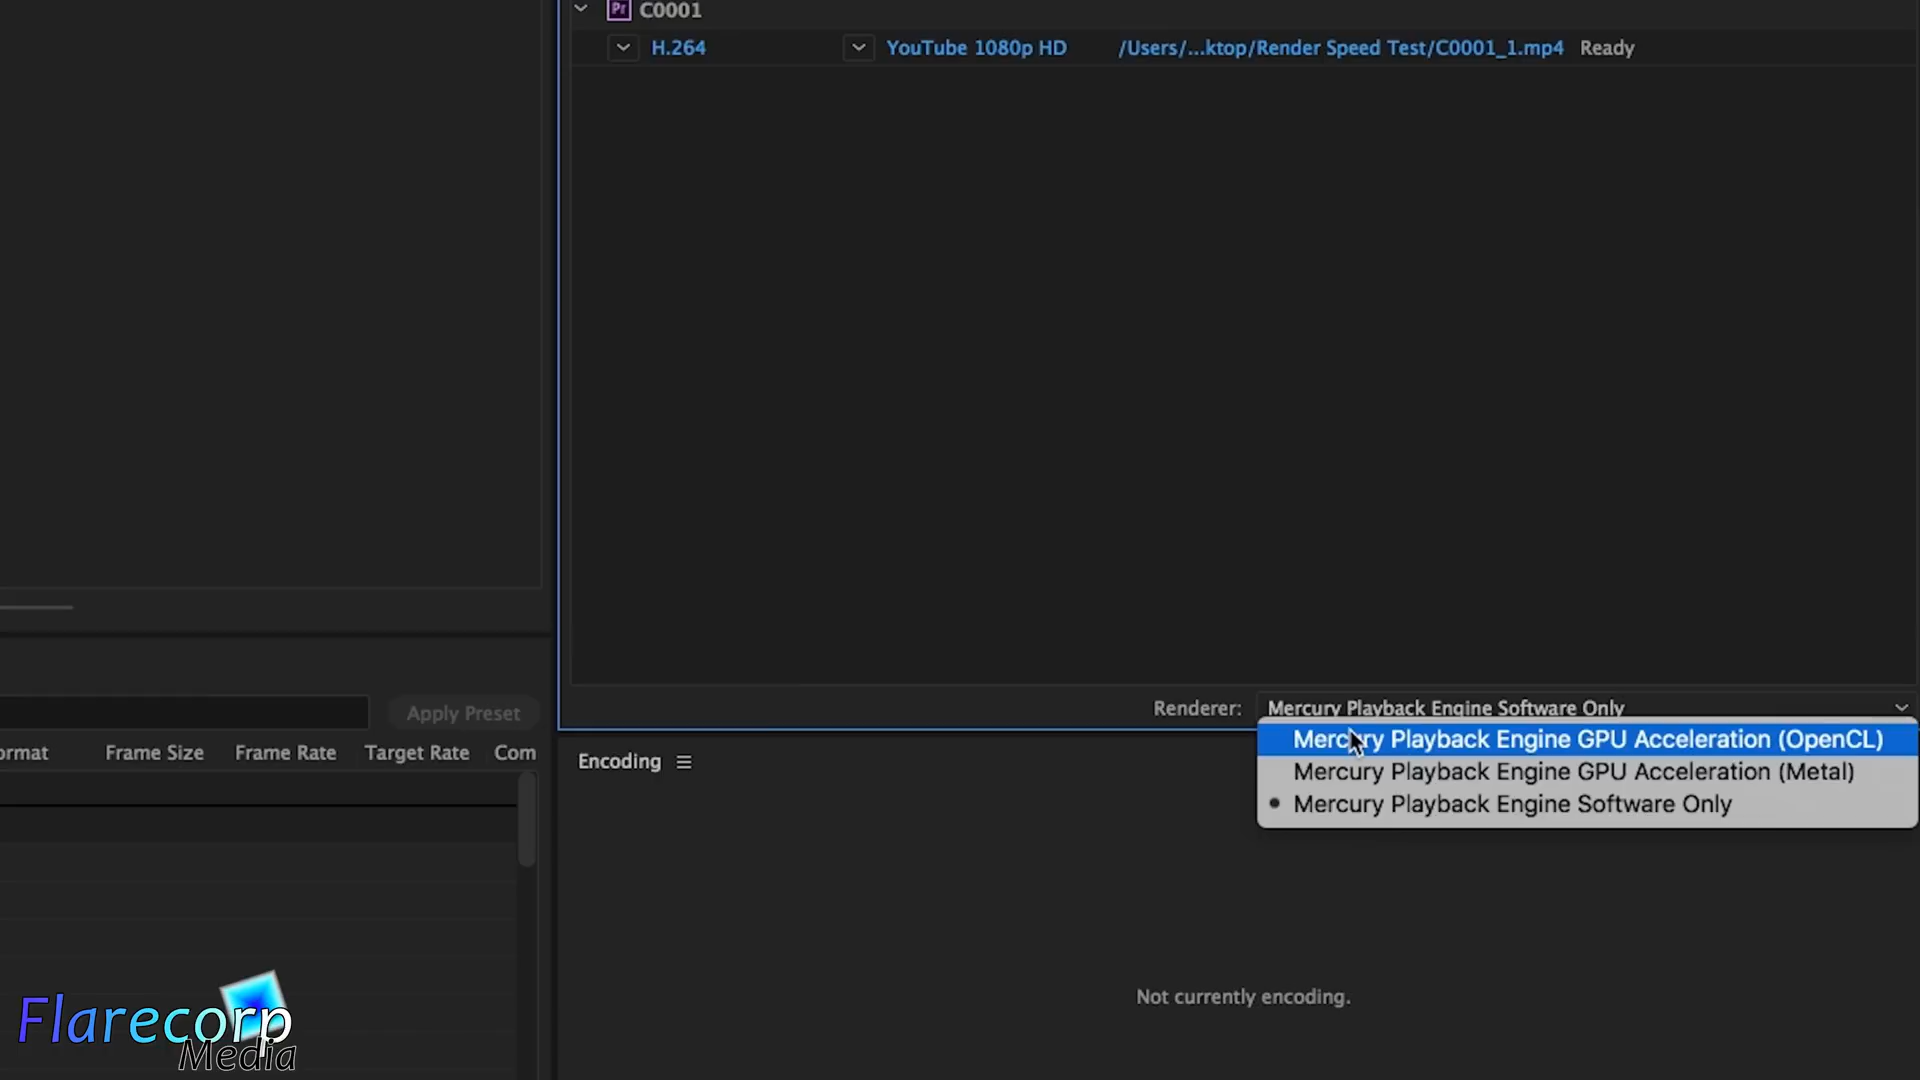 Pr C0001
H.264 YouTube 1080p HD /Users/...ktop/Render Speed Test/C0001_1.mp4 Ready
Renderer: Mercury Playback Engine Software Only
Mercury Playback Engine GPU Acceleration (OpenCL)
Mercury Playback Engine GPU Acceleration (Metal)
Mercury Playback Engine Software Only
Apply Preset
ormat Frame Size Frame Rate Target Rate Com
Encoding
Not currently encoding.
Flarecorp
Media